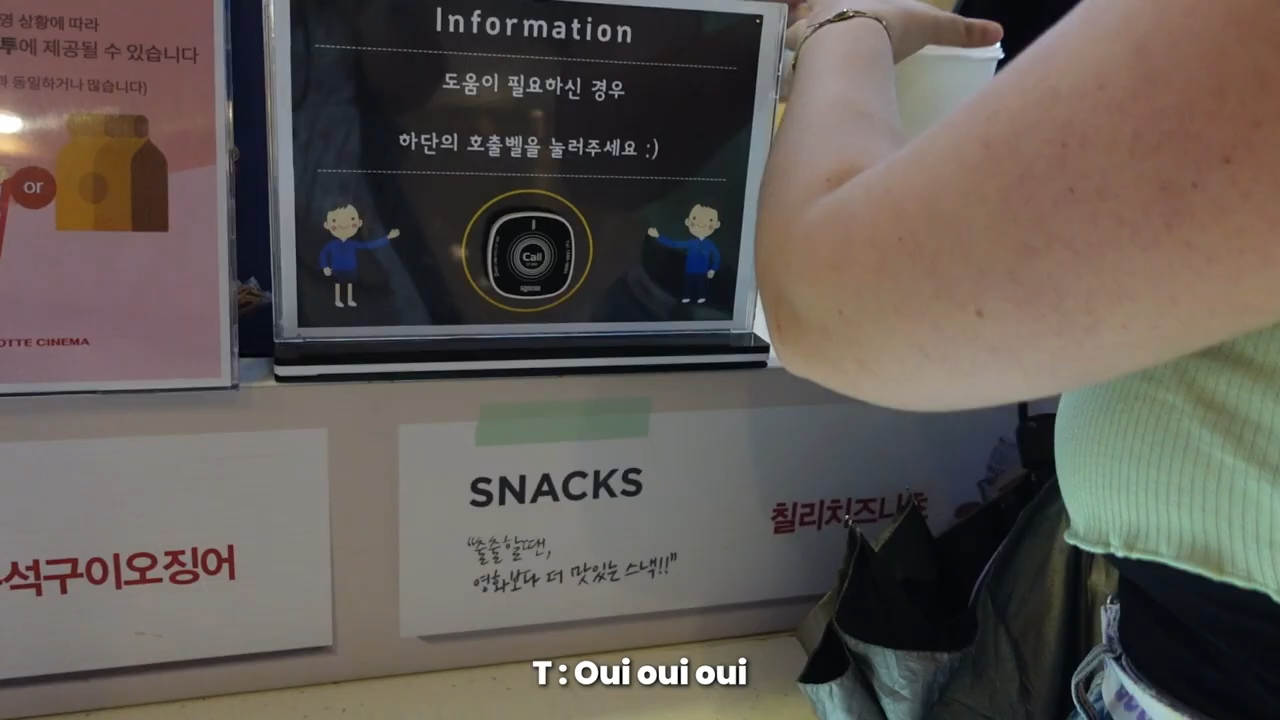 영 상황에 따라
투에 제공될 수 있습니다
동일하거나 많습니다)
or
OTTE CINEMA
Information
도움이 필요하신 경우
하단의 호출벨을 눌러주세요 :)
Call
석구이오징어
SNACKS
“출출할땐,
영화보다 더 맛있는 스낵!!”
칠리치즈나초
T : Oui oui oui